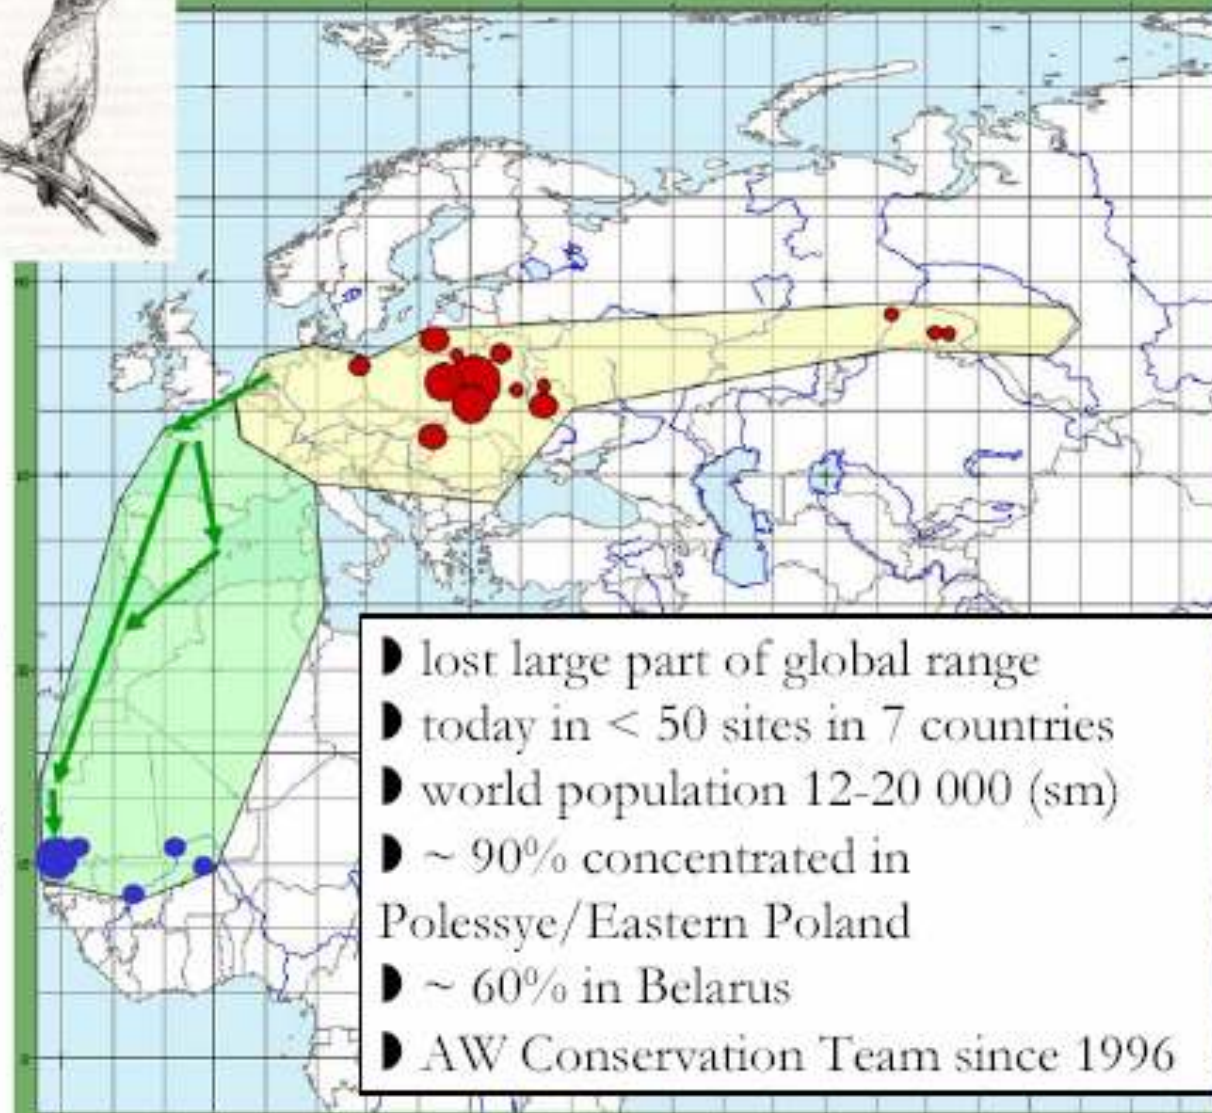 ◗ lost large part of global range
◗ today in < 50 sites in 7 countries
◗ world population 12-20 000 (sm)
◗ ~ 90% concentrated in
Polessye/Eastern Poland
◗ ~ 60% in Belarus
◗ AW Conservation Team since 1996